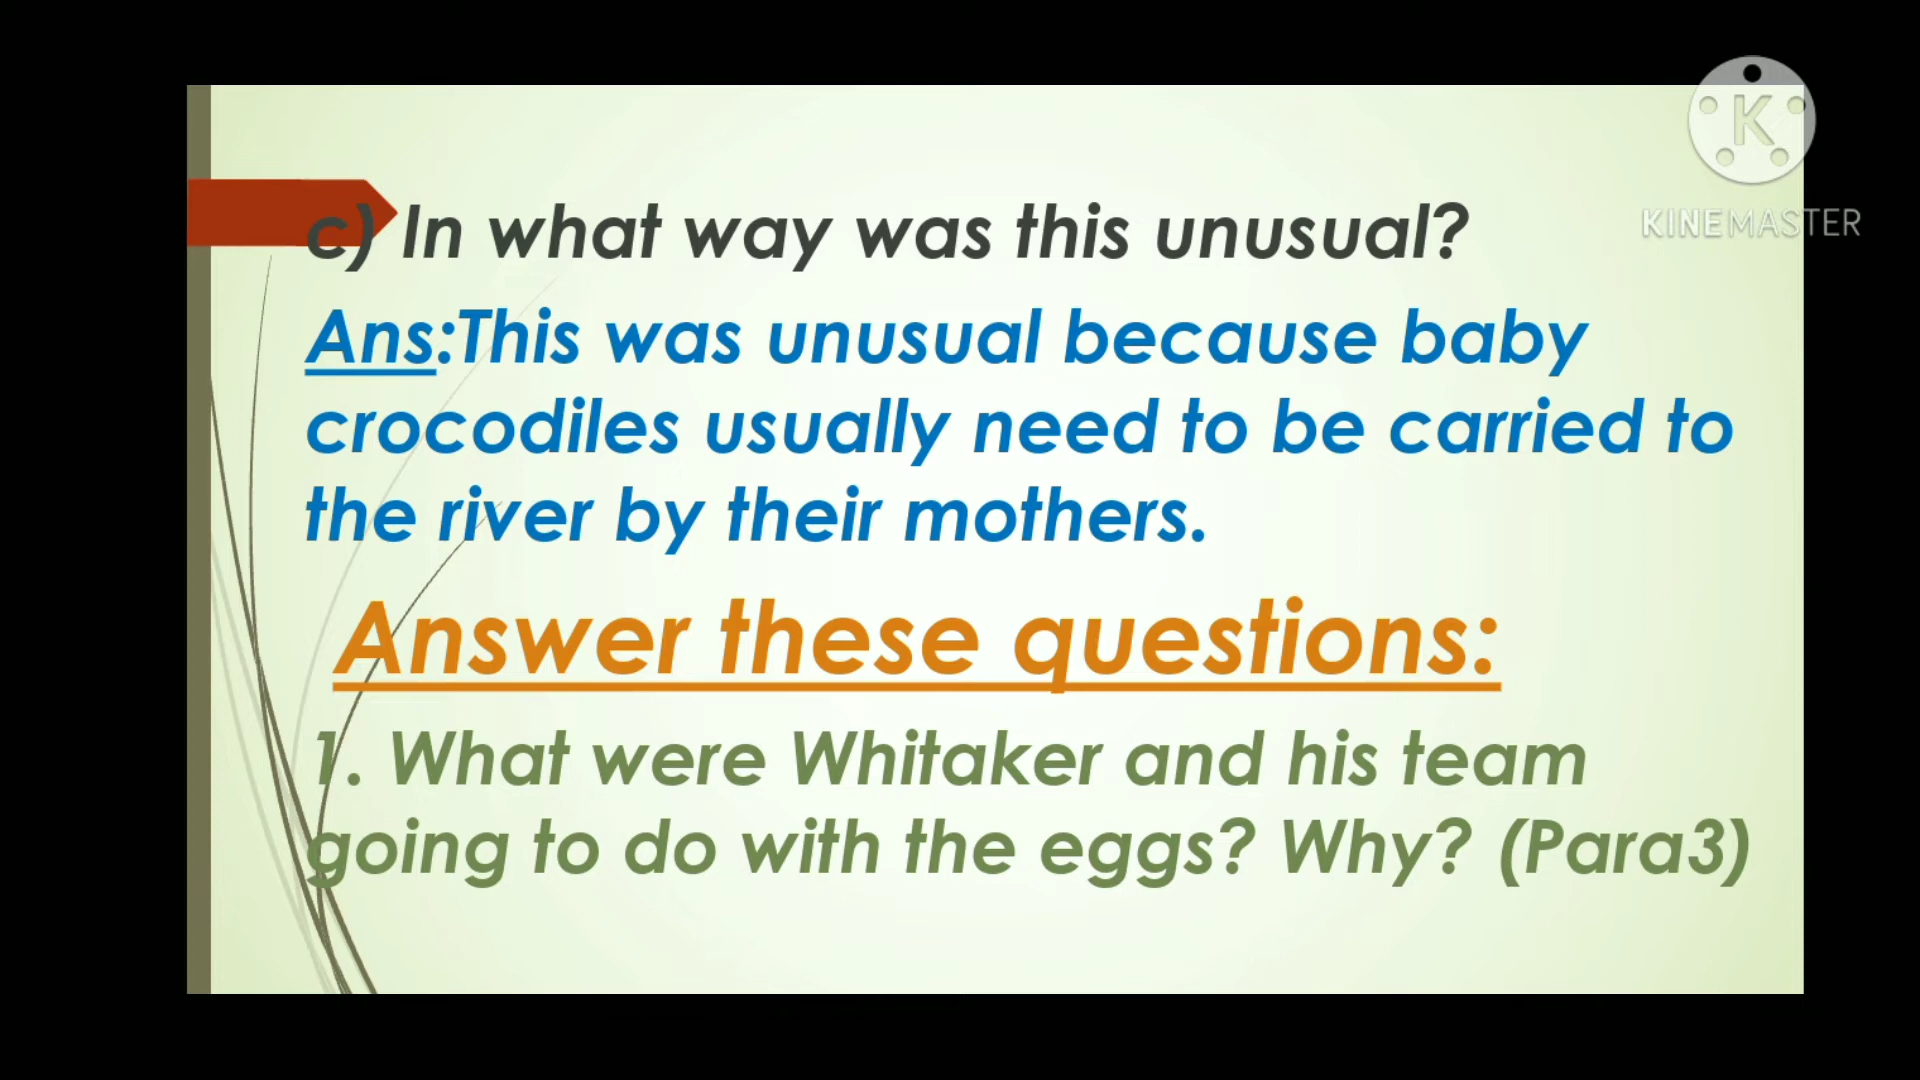 K
KINEMASTER
c) In what way was this unusual?
Ans:This was unusual because baby
crocodiles usually need to be carried to
the river by their mothers.
Answer these questions:
1. What were Whitaker and his team
going to do with the eggs? Why? (Para3)